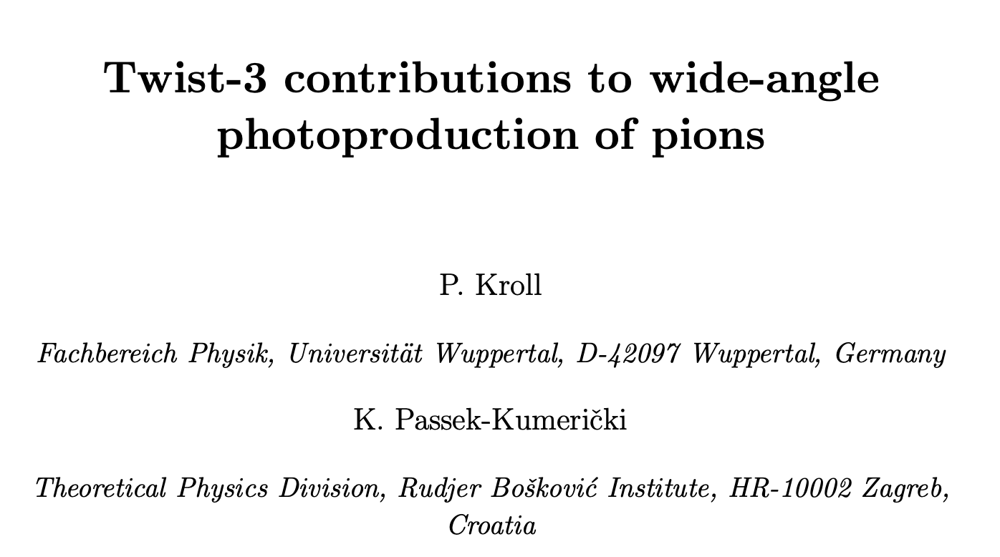 Twist-3 contributions to wide-angle
photoproduction of pions
P. Kroll
Fachbereich Physik, Universität Wuppertal, D-42097 Wuppertal, Germany
K. Passek-Kumerički
Theoretical Physics Division, Rudjer Bošković Institute, HR-10002 Zagreb,
Croatia